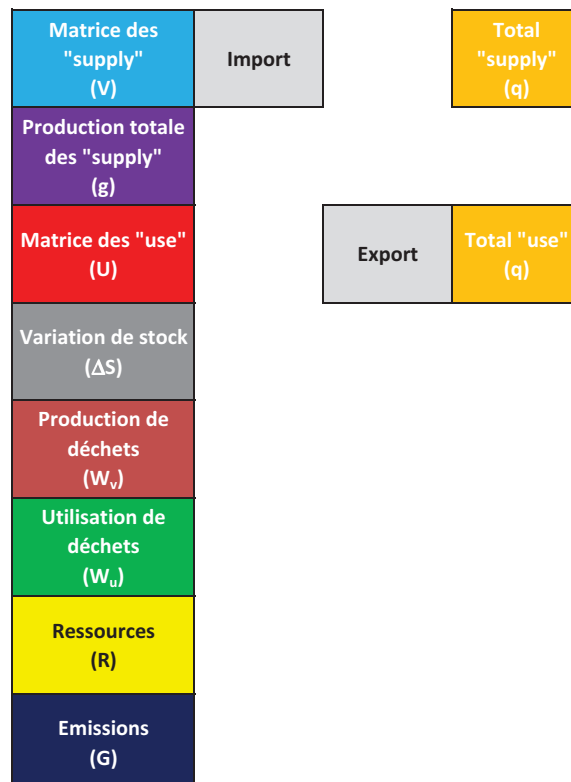 Matrice des
"supply"
(V)
Import
Total
"supply"
(q)
Production totale
des "supply"
(g)
Matrice des "use"
(U)
Export
Total "use"
(q)
Variation de stock
(ΔS)
Production de
déchets
(Wv)
Utilisation de
déchets
(Wu)
Ressources
(R)
Emissions
(G)